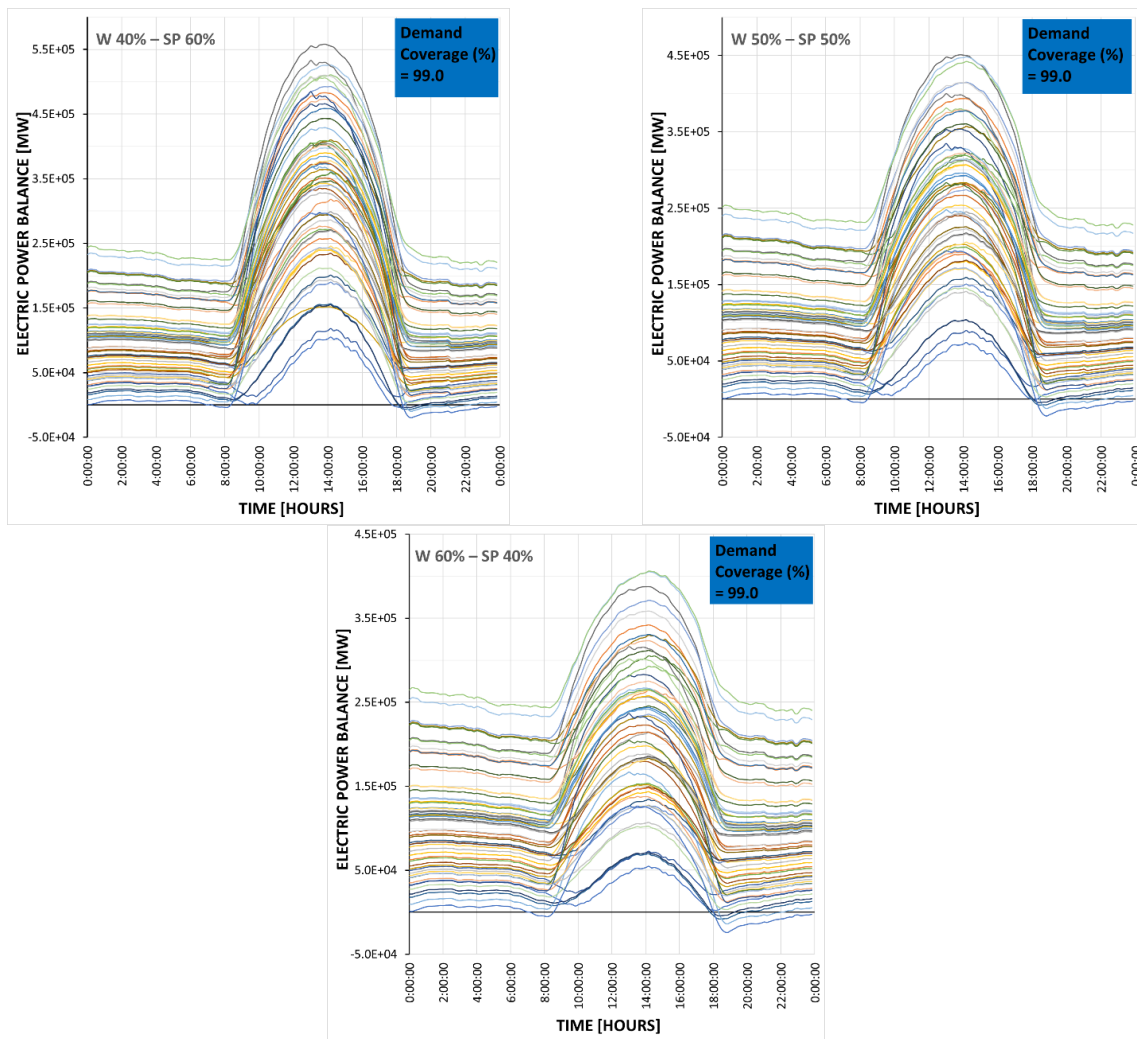 W 40% – SP 60%
Demand
Coverage (%)
= 99.0
5.5E+05
4.5E+05
3.5E+05
2.5E+05
1.5E+05
5.0E+04
-5.0E+04
ELECTRIC POWER BALANCE [MW]
0:00:00
2:00:00
4:00:00
6:00:00
8:00:00
10:00:00
12:00:00
14:00:00
16:00:00
18:00:00
20:00:00
22:00:00
0:00:00
TIME [HOURS]
W 50% – SP 50%
Demand
Coverage (%)
= 99.0
4.5E+05
3.5E+05
2.5E+05
1.5E+05
5.0E+04
-5.0E+04
ELECTRIC POWER BALANCE [MW]
0:00:00
2:00:00
4:00:00
6:00:00
8:00:00
10:00:00
12:00:00
14:00:00
16:00:00
18:00:00
20:00:00
22:00:00
0:00:00
TIME [HOURS]
W 60% – SP 40%
Demand
Coverage (%)
= 99.0
4.5E+05
3.5E+05
2.5E+05
1.5E+05
5.0E+04
-5.0E+04
ELECTRIC POWER BALANCE [MW]
0:00:00
2:00:00
4:00:00
6:00:00
8:00:00
10:00:00
12:00:00
14:00:00
16:00:00
18:00:00
20:00:00
22:00:00
0:00:00
TIME [HOURS]